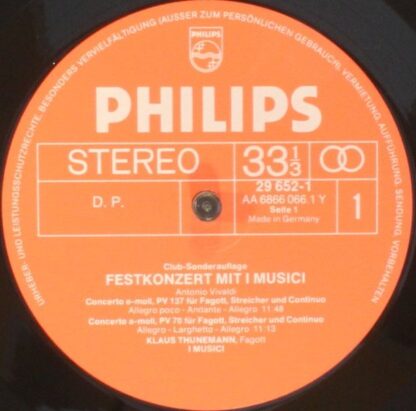 URHEBER- UND LEISTUNGSSCHUTZRECHTE, BESONDERS VERVIELFÄLTIGUNG (AUSSER ZUM PERSÖNLICHEN GEBRAUCH), VERMIETUNG, AUFFÜHRUNG, SENDUNG, VORBEHALTEN
PHILIPS
PHILIPS
STEREO
33 1/3
29 652-1
AA 6866 066.1 Y
D. P.
Seite 1
Made in Germany
1
Club-Sonderauflage
FESTKONZERT MIT I MUSICI
Antonio Vivaldi
Concerto e-moll, PV 137 für Fagott, Streicher und Continuo
Allegro poco - Andante - Allegro 11:48
Concerto a-moll, PV 70 für Fagott, Streicher und Continuo
Allegro - Larghetto - Allegro 11:13
KLAUS THUNEMANN, Fagott
I MUSICI